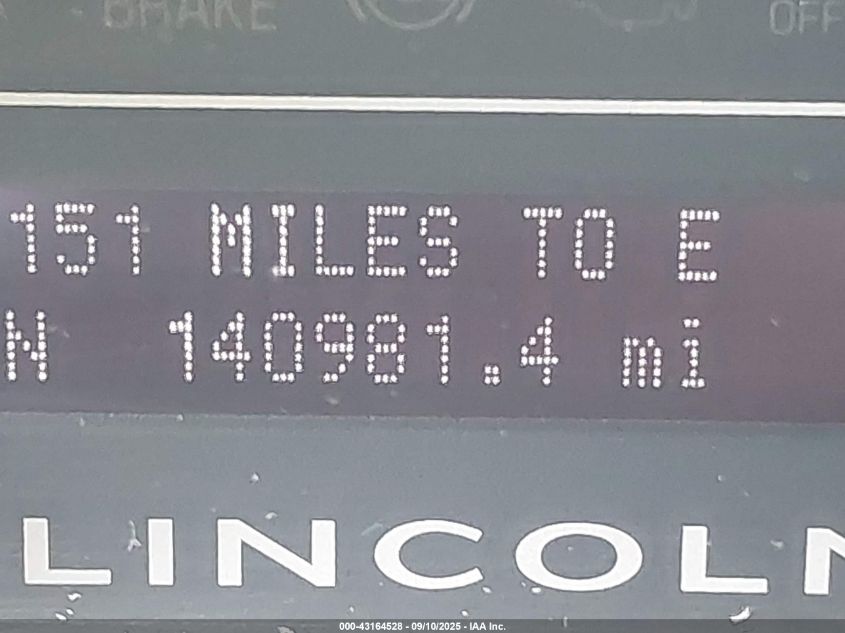 BRAKE
OFF
151 MILES TO E
N 140981.4 mi
LINCOLN
000-43164528 - 09/10/2025 - IAA Inc.